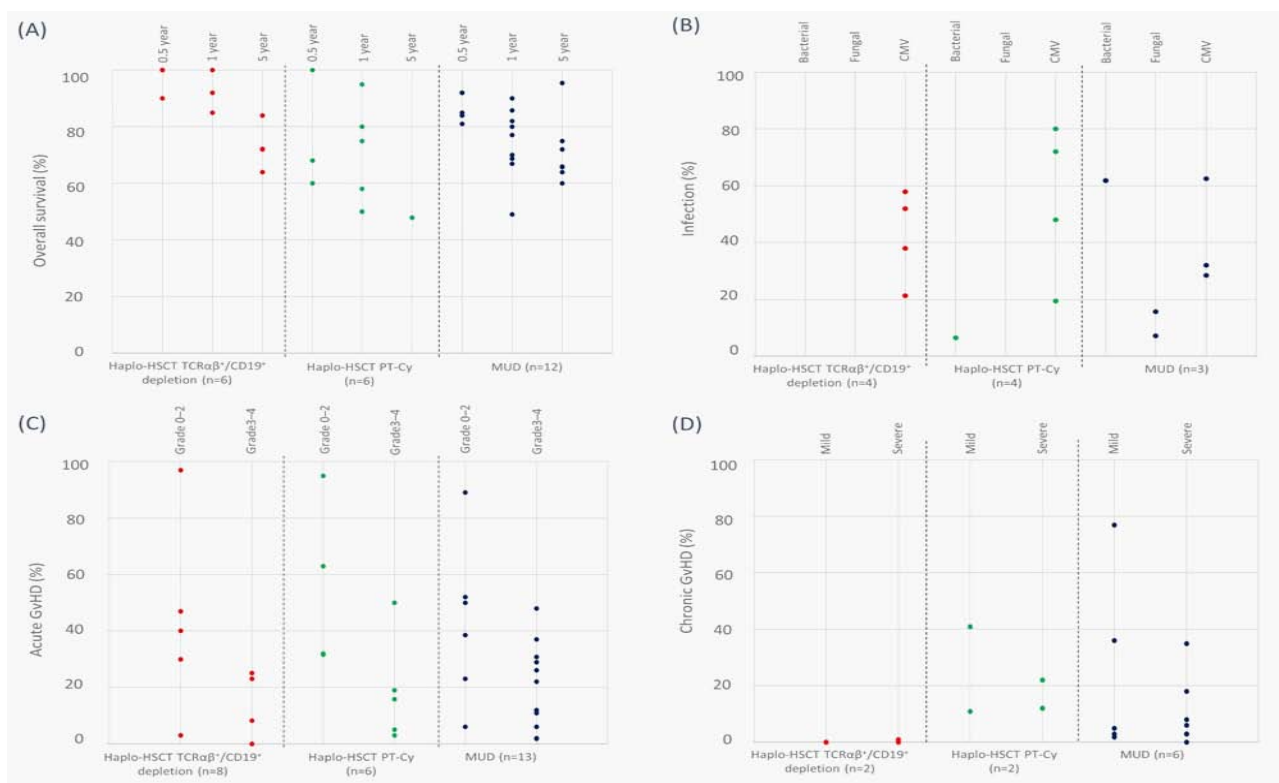 (A)
0.5 year
1 year
5 year
0.5 year
1 year
5 year
0.5 year
1 year
5 year
Overall survival (%)
100
80
60
40
20
0
Haplo-HSCT TCRαβ⁺/CD19⁺
depletion (n=6)
Haplo-HSCT PT-Cy
(n=6)
MUD (n=12)
(B)
Bacterial
Fungal
CMV
Bacterial
Fungal
CMV
Bacterial
Fungal
CMV
Infection (%)
100
80
60
40
20
0
Haplo-HSCT TCRαβ⁺/CD19⁺
depletion (n=4)
Haplo-HSCT PT-Cy
(n=4)
MUD (n=3)
(C)
Grade 0–2
Grade3–4
Grade 0–2
Grade3–4
Grade 0–2
Grade3–4
Acute GvHD (%)
100
80
60
40
20
0
Haplo-HSCT TCRαβ⁺/CD19⁺
depletion (n=8)
Haplo-HSCT PT-Cy
(n=6)
MUD (n=13)
(D)
Mild
Severe
Mild
Severe
Mild
Severe
Chronic GvHD (%)
100
80
60
40
20
0
Haplo-HSCT TCRαβ⁺/CD19⁺
depletion (n=2)
Haplo-HSCT PT-Cy
(n=2)
MUD (n=6)